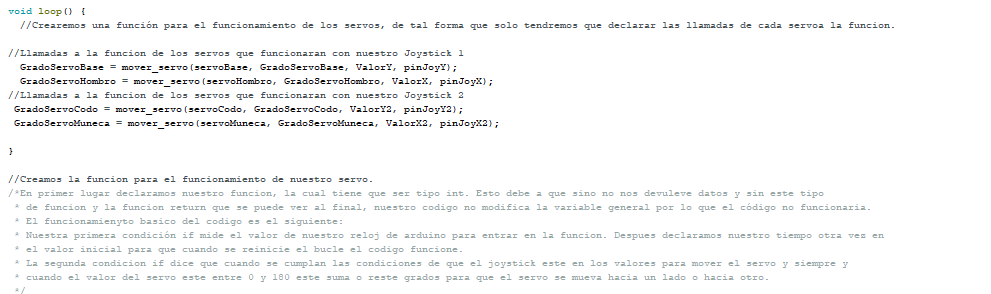 void loop() {
//Crearemos una función para el funcionamiento de los servos, de tal forma que solo tendremos que declarar las llamadas de cada servoa la funcion.
//Llamadas a la funcion de los servos que funcionaran con nuestro Joystick 1
GradoServoBase = mover_servo(servoBase, GradoServoBase, ValorY, pinJoyY);
GradoServoHombro = mover_servo(servoHombro, GradoServoHombro, ValorX, pinJoyX);
//Llamadas a la funcion de los servos que funcionaran con nuestro Joystick 2
GradoServoCodo = mover_servo(servoCodo, GradoServoCodo, ValorY2, pinJoyY2);
GradoServoMuneca = mover_servo(servoMuneca, GradoServoMuneca, ValorX2, pinJoyX2);
}
//Creamos la funcion para el funcionamiento de nuestro servo.
/*En primer lugar declaramos nuestro funcion, la cual tiene que ser tipo int. Esto debe a que sino no nos devuleve datos y sin este tipo
* de funcion y la funcion return que se puede ver al final, nuestro codigo no modifica la variable general por lo que el código no funcionaria.
* El funcionamienyto basico del codigo es el siguiente:
* Nuestra primera condición if mide el valor de nuestro reloj de arduino para entrar en la funcion. Despues declaramos nuestro tiempo otra ves en
* el valor inicial para que cuando se reinicie el bucle el codigo funcione.
* La segunda condicion if dice que cuando se cumplan las condiciones de que el joystick este en los valores para mover el servo y siempre y
* cuando el valor del servo este entre 0 y 180 este suma o reste grados para que el servo se mueva hacia un lado o hacia otro.
*/